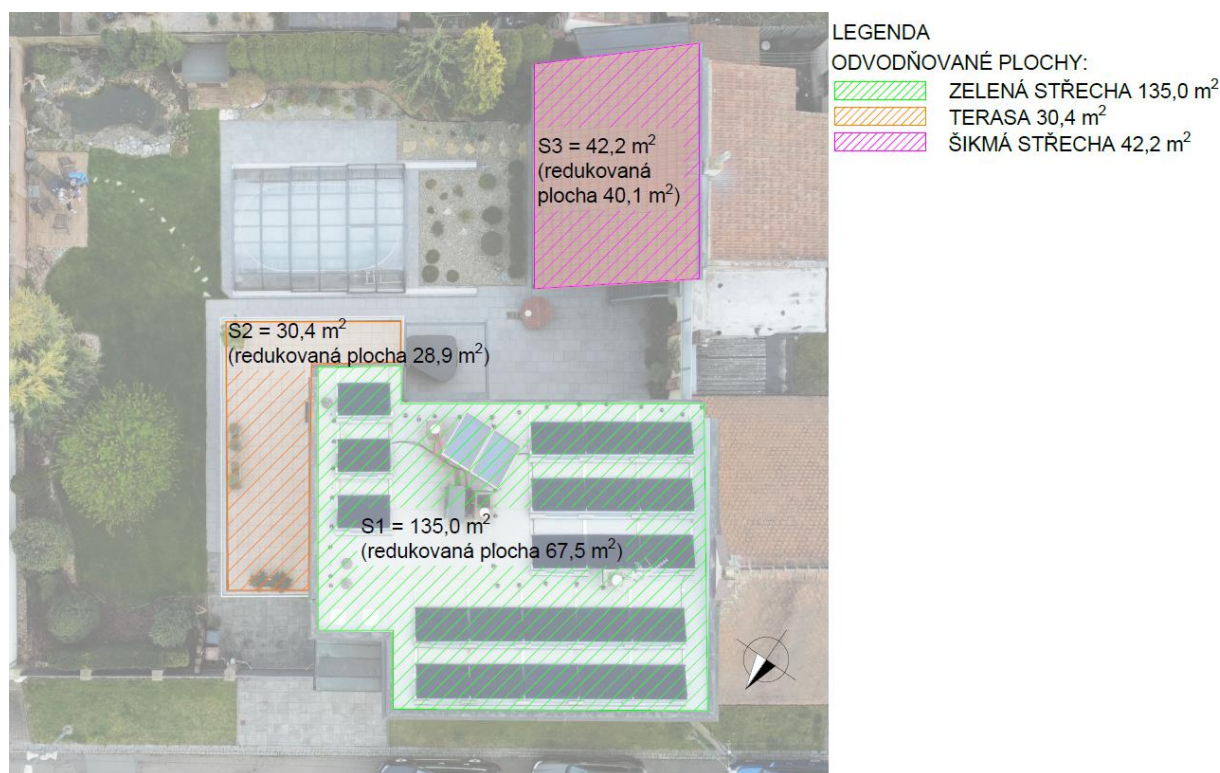 LEGENDA
ODVODŇOVANÉ PLOCHY:
ZELENÁ STŘECHA 135,0 m²
TERASA 30,4 m²
ŠIKMÁ STŘECHA 42,2 m²
S3 = 42,2 m²
(redukovaná
plocha 40,1 m²)
S2 = 30,4 m²
(redukovaná plocha 28,9 m²)
S1 = 135,0 m²
(redukovaná plocha 67,5 m²)